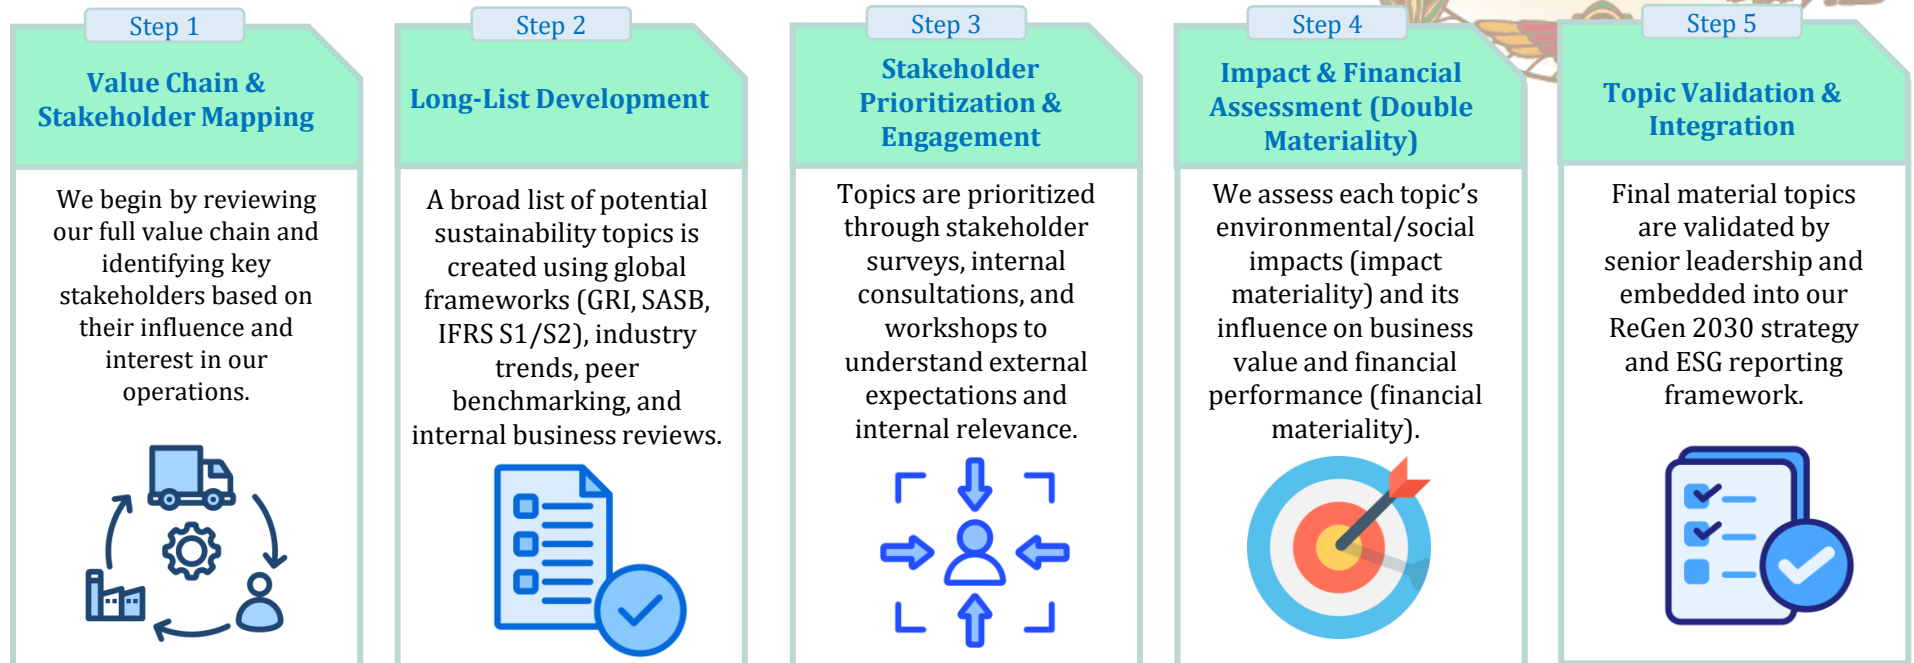 Step 1
Value Chain &
Stakeholder Mapping
We begin by reviewing
our full value chain and
identifying key
stakeholders based on
their influence and
interest in our
operations.
Step 2
Long-List Development
A broad list of potential
sustainability topics is
created using global
frameworks (GRI, SASB,
IFRS S1/S2), industry
trends, peer
benchmarking, and
internal business reviews.
Step 3
Stakeholder
Prioritization &
Engagement
Topics are prioritized
through stakeholder
surveys, internal
consultations, and
workshops to
understand external
expectations and
internal relevance.
Step 4
Impact & Financial
Assessment (Double
Materiality)
We assess each topic’s
environmental/social
impacts (impact
materiality) and its
influence on business
value and financial
performance (financial
materiality).
Step 5
Topic Validation &
Integration
Final material topics
are validated by
senior leadership and
embedded into our
ReGen 2030 strategy
and ESG reporting
framework.